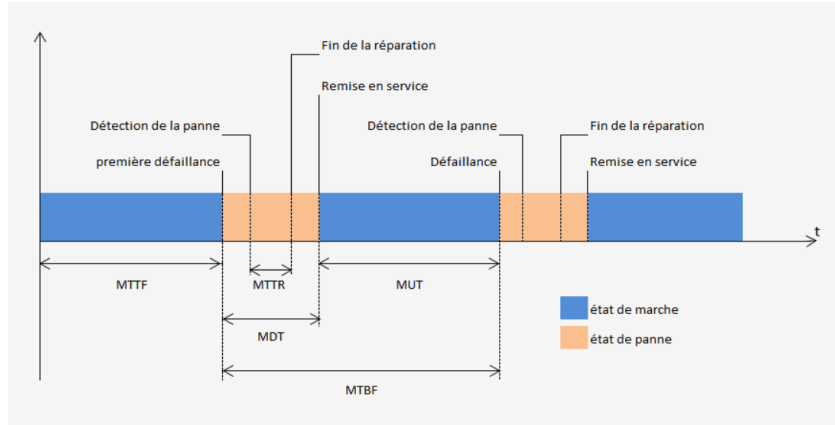 Fin de la réparation
Remise en service
Détection de la panne
Détection de la panne
Fin de la réparation
première défaillance
Défaillance
Remise en service
t
MTTF
MTTR
MUT
état de marche
MDT
état de panne
MTBF